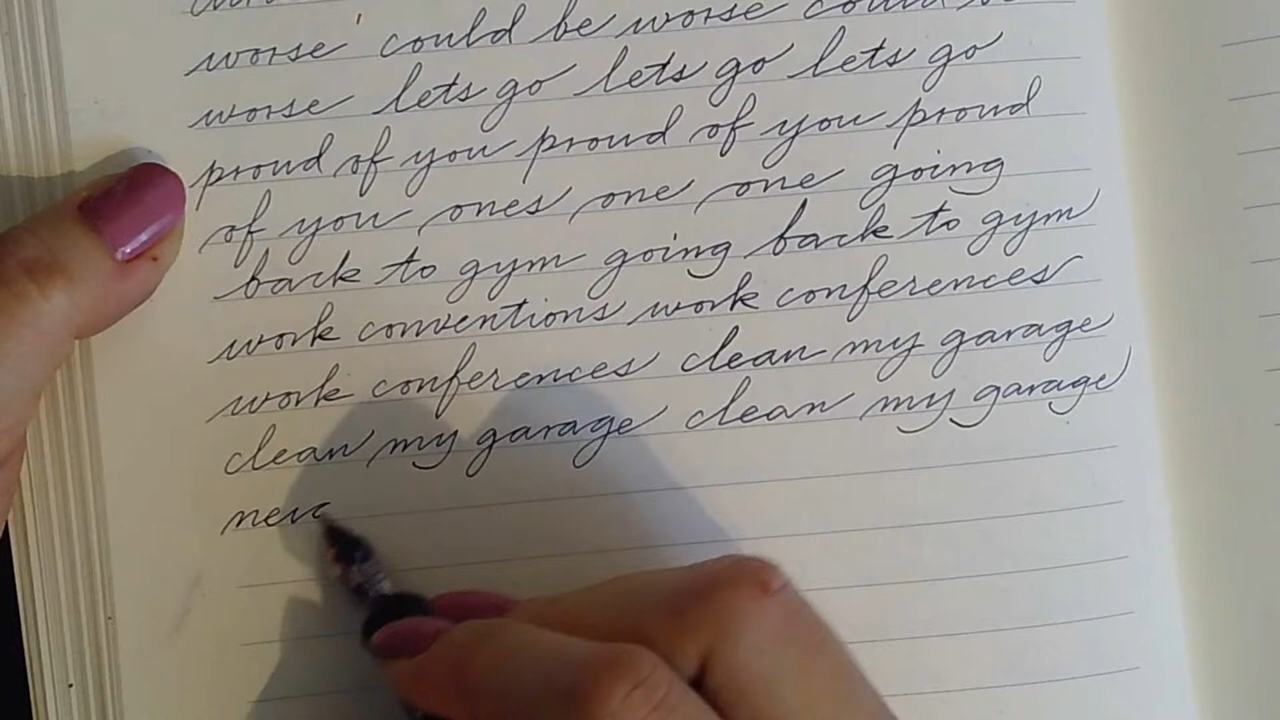 worse could be worse could
worse lets go lets go lets go
proud of you proud of you proud
of you ones one one going
back to gym going back to gym
work conventions work conferences
work conferences clean my garage
clean my garage clean my garage